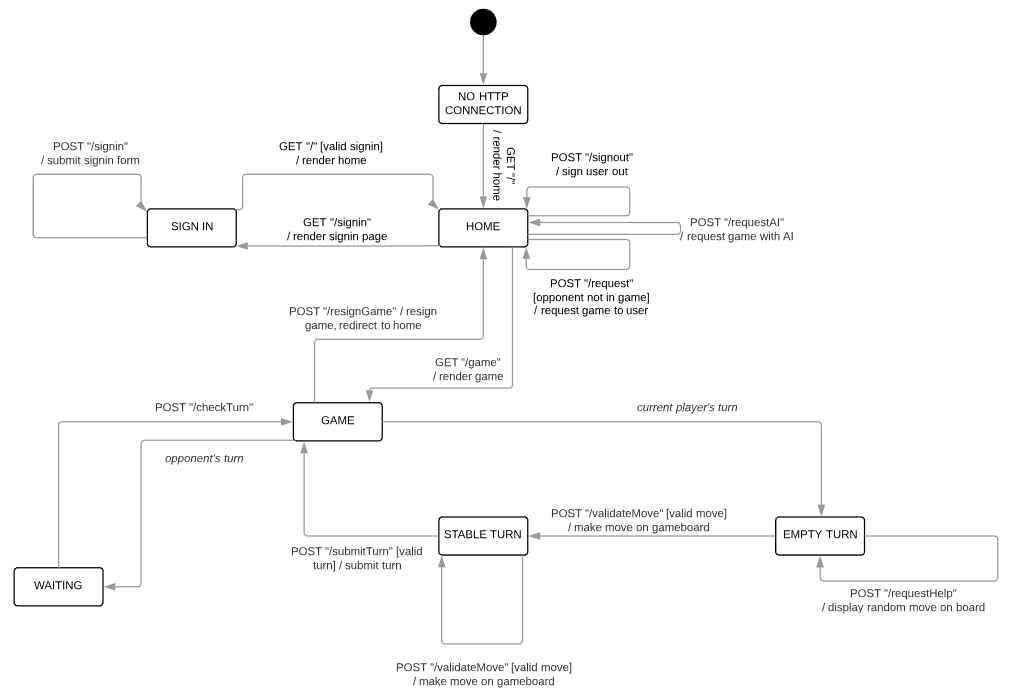 NO HTTP
CONNECTION
GET "/"
/ render home
POST "/signin"
/ submit signin form
GET "/" [valid signin]
/ render home
POST "/signout"
/ sign user out
SIGN IN
GET "/signin"
/ render signin page
HOME
POST "/requestAI"
/ request game with AI
POST "/request"
[opponent not in game]
/ request game to user
POST "/resignGame" / resign
game, redirect to home
GET "/game"
/ render game
POST "/checkTurn"
GAME
current player's turn
opponent's turn
POST "/validateMove" [valid move]
/ make move on gameboard
STABLE TURN
EMPTY TURN
POST "/submitTurn" [valid
turn] / submit turn
WAITING
POST "/requestHelp"
/ display random move on board
POST "/validateMove" [valid move]
/ make move on gameboard